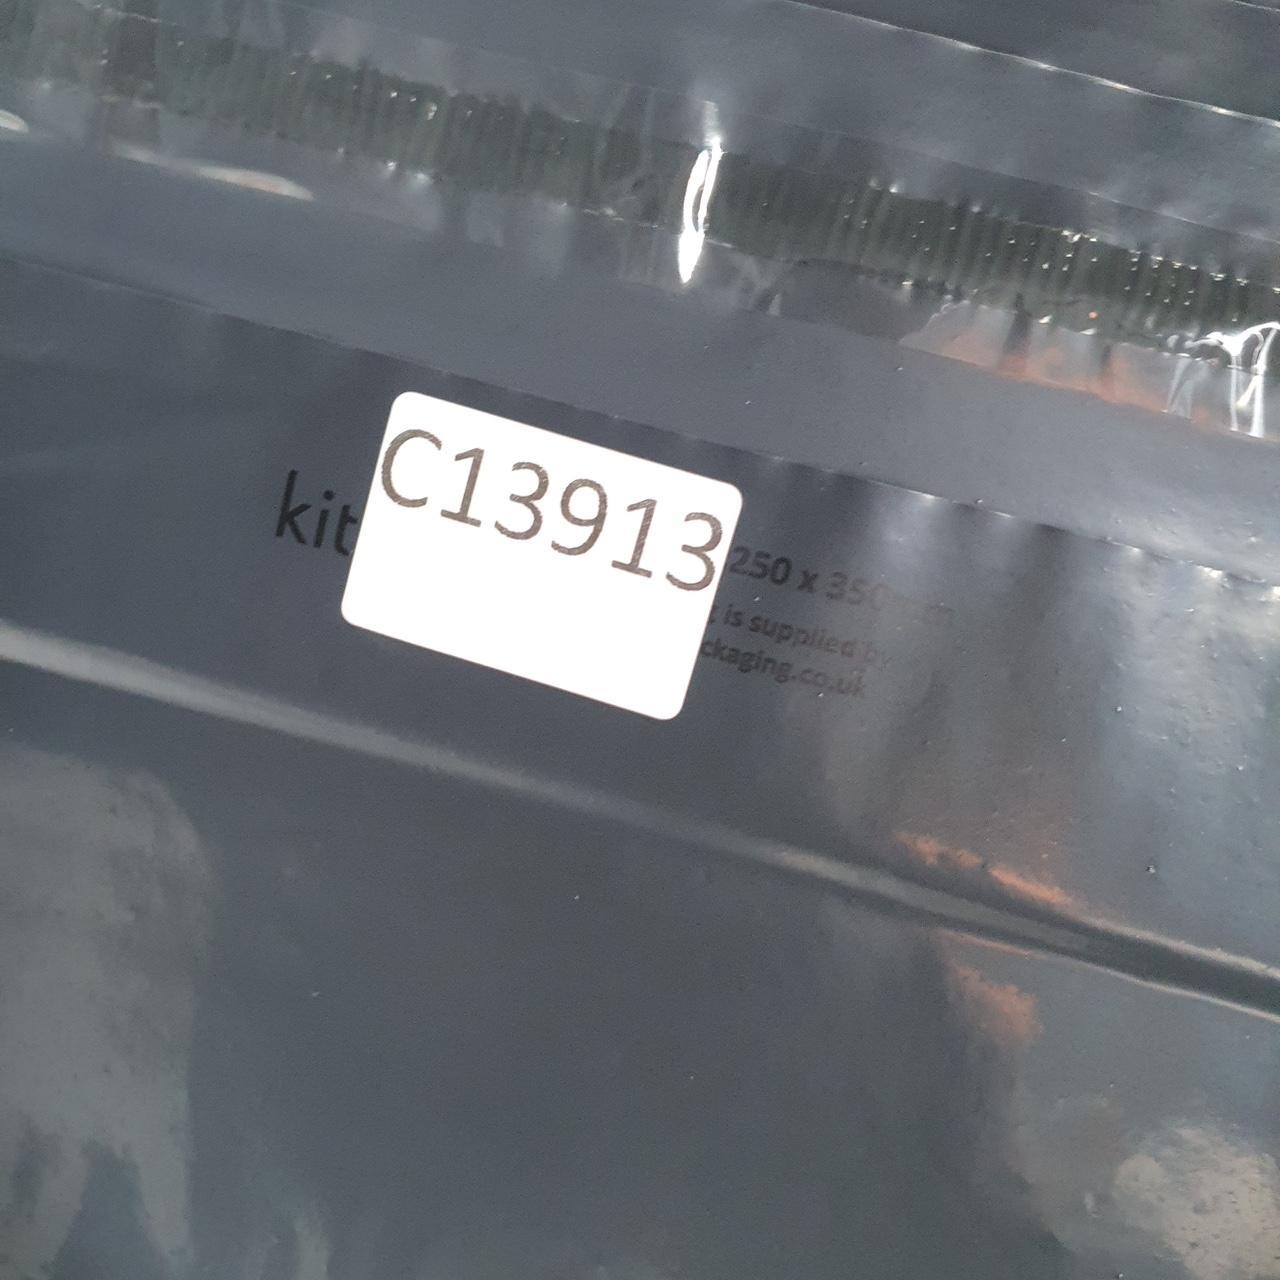 C13913
kit
250 x 350
is supplied by
ckaging.co.uk